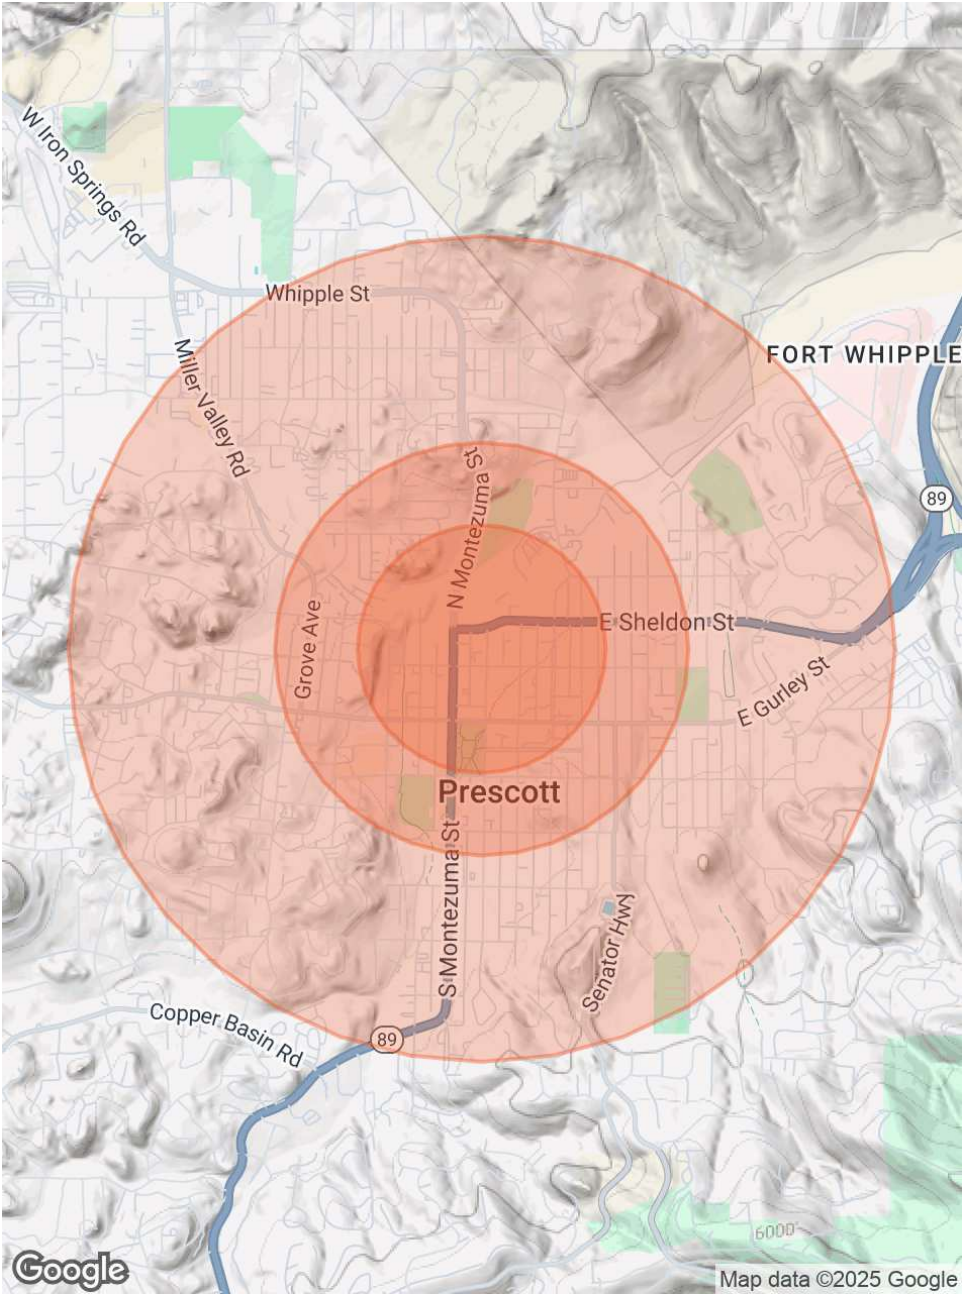 W Iron Springs Rd
Whipple St
FORT WHIPPLE
Miller Valley Rd
N Montezuma St
89
Grove Ave
E Sheldon St
E Gurley St
Prescott
S Montezuma St
Senator Hwy
Copper Basin Rd
89
6000
Google
Map data ©2025 Google